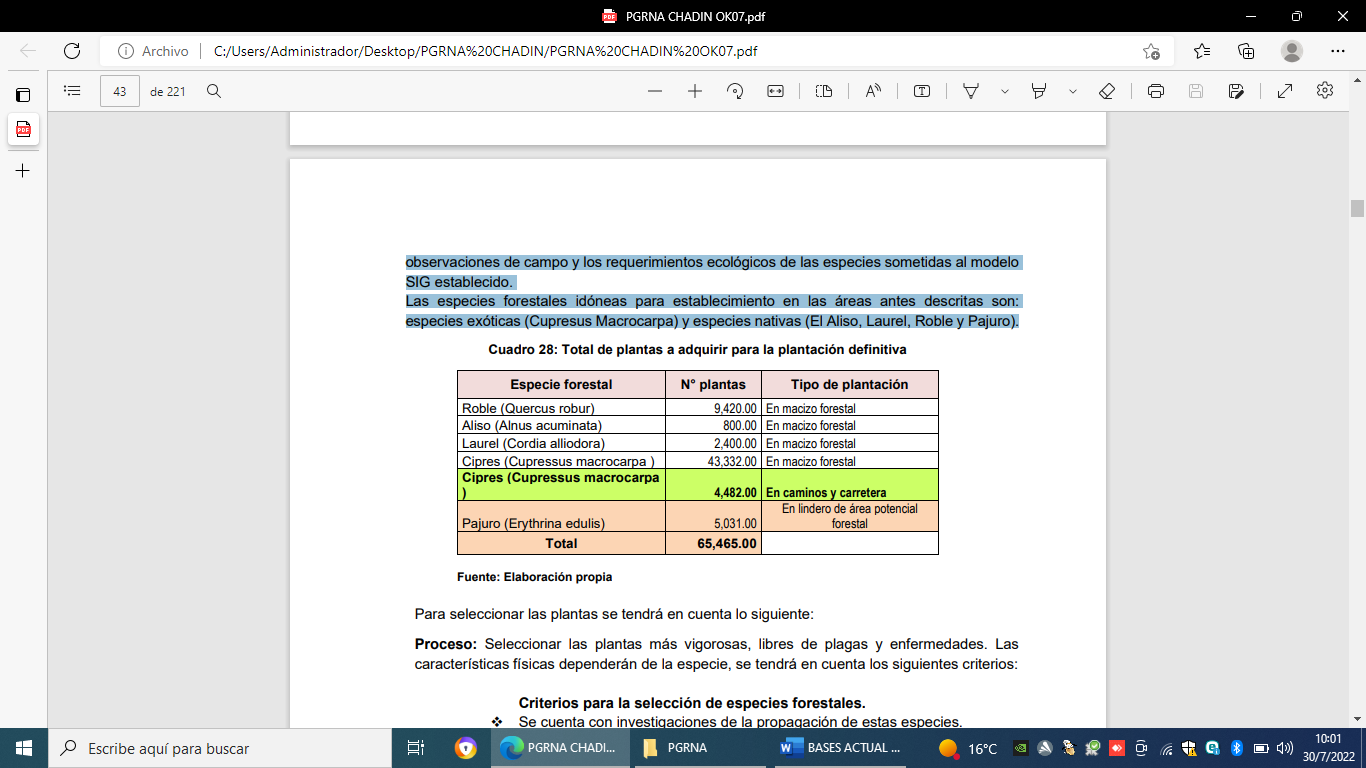 PGRNA CHADIN OK07.pdf
Archivo
C:/Users/Administrador/Desktop/PGRNA%20CHADIN/PGRNA%20CHADIN%20OK07.pdf
43 de 221
observaciones de campo y los requerimientos ecológicos de las especies sometidas al modelo
SIG establecido.
Las especies forestales idóneas para establecimiento en las áreas antes descritas son:
especies exóticas (Cupresus Macrocarpa) y especies nativas (El Aliso, Laurel, Roble y Pajuro).
Cuadro 28: Total de plantas a adquirir para la plantación definitiva
Especie forestal N° plantas Tipo de plantación
Roble (Quercus robur) 9,420.00 En macizo forestal
Aliso (Alnus acuminata) 800.00 En macizo forestal
Laurel (Cordia alliodora) 2,400.00 En macizo forestal
Cipres (Cupressus macrocarpa ) 43,332.00 En macizo forestal
Cipres (Cupressus macrocarpa
) 4,482.00 En caminos y carretera
En lindero de área potencial
Pajuro (Erythrina edulis) 5,031.00 forestal
Total 65,465.00
Fuente: Elaboración propia
Para seleccionar las plantas se tendrá en cuenta lo siguiente:
Proceso: Seleccionar las plantas más vigorosas, libres de plagas y enfermedades. Las
características físicas dependerán de la especie, se tendrá en cuenta los siguientes criterios:
Criterios para la selección de especies forestales.
❖ Se cuenta con investigaciones de la propagación de estas especies.
Escribe aquí para buscar
PGRNA CHADI...
PGRNA
BASES ACTUAL ...
16°C
10:01
30/7/2022